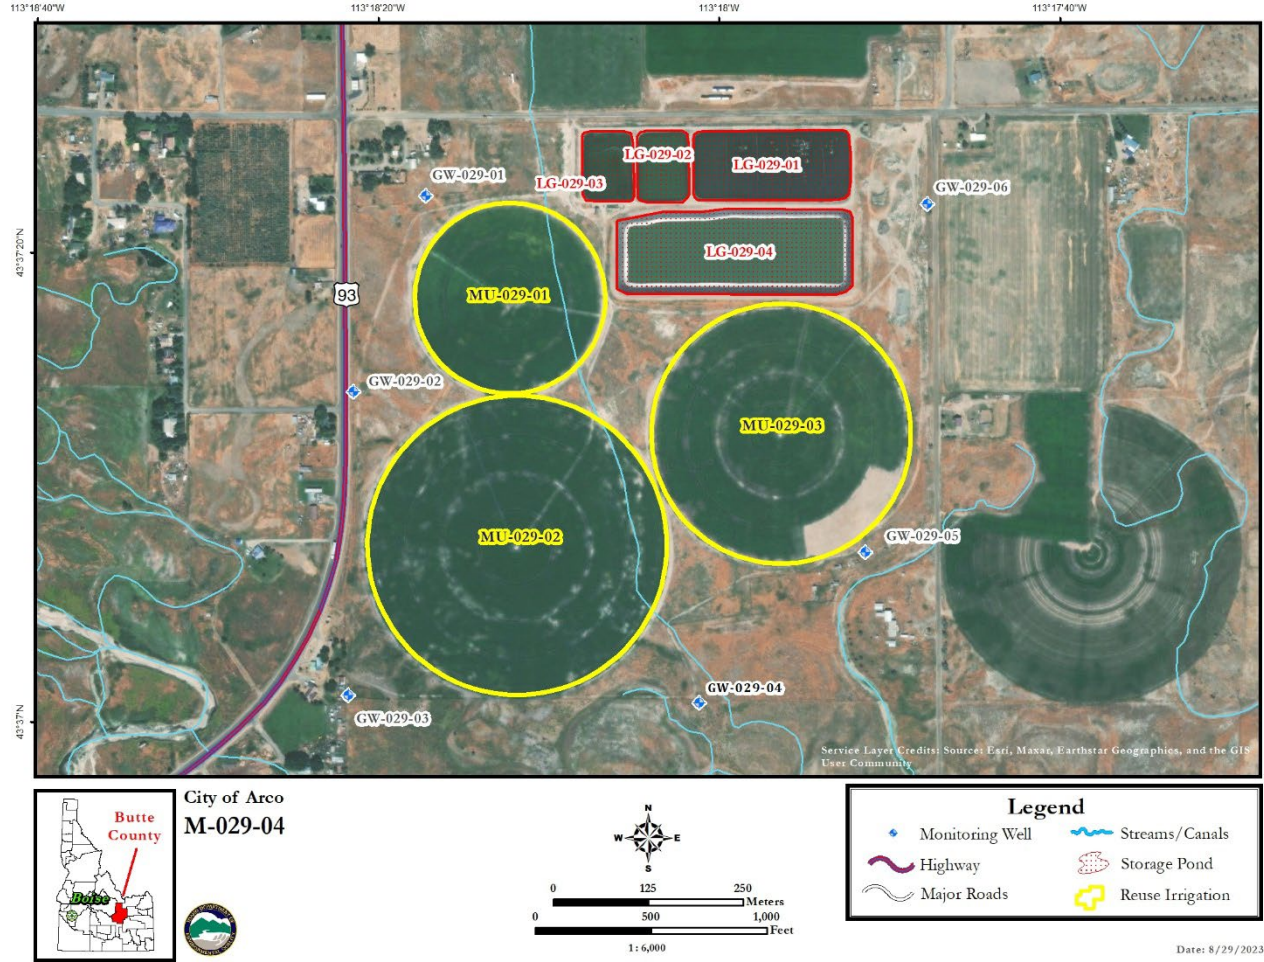 113°18'40"W
113°18'20"W
113°18'W
113°17'40"W
43°37'20"N
43°37'N
GW-029-01
LG-029-03
LG-029-02
LG-029-01
GW-029-06
LG-029-04
MU-029-01
93
GW-029-02
MU-029-03
MU-029-02
GW-029-05
GW-029-04
GW-029-03
Service Layer Credits: Source: Esri, Maxar, Earthstar Geographics, and the GIS
User Community
Butte
County
Boise
City of Arco
M-029-04
N
W
E
S
0 125 250
Meters
0 500 1,000
Feet
1:6,000
Legend
Monitoring Well
Highway
Major Roads
Streams/Canals
Storage Pond
Reuse Irrigation
Date: 8/29/2023